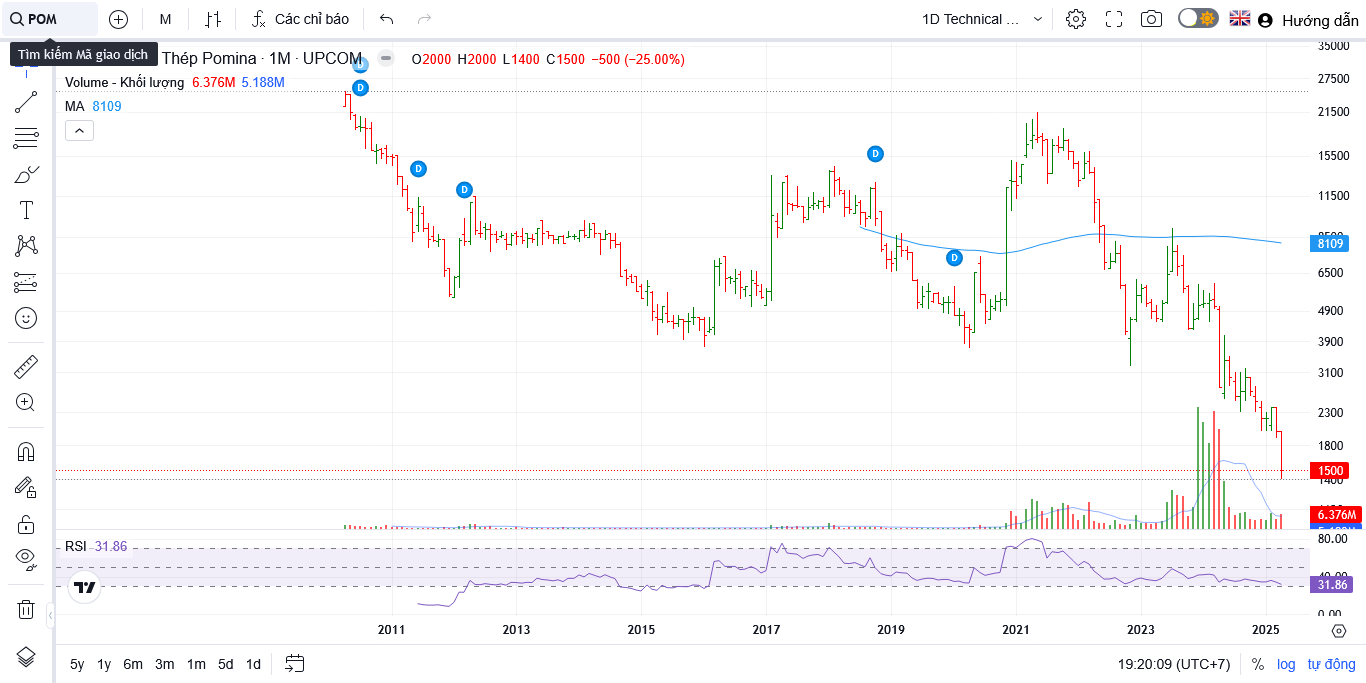 POM
M
Các chỉ báo
1D Technical ...
Hướng dẫn
Tìm kiếm Mã giao dịch
Thép Pomina · 1M · UPCOM
O2000 H2000 L1400 C1500 −500 (−25.00%)
Volume - Khối lượng 6.376M 5.188M
MA 8109
D
D
D
D
D
D
35000
27500
21500
15500
11500
8500
8109
6500
4900
3900
3100
2300
1800
1500
1400
6.376M
RSI 31.86
80.00
40.00
31.86
0.00
2011 2013 2015 2017 2019 2021 2023 2025
5y 1y 6m 3m 1m 5d 1d
19:20:09 (UTC+7) % log tự động